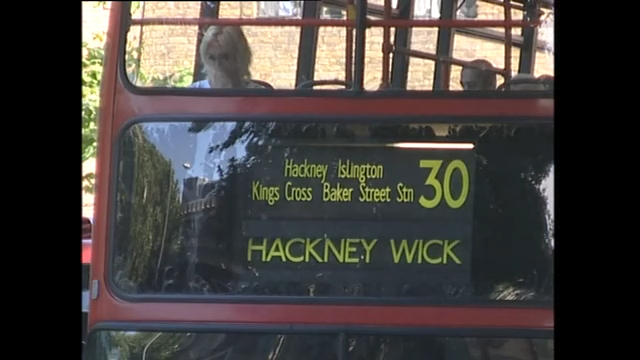 Hackney Islington
Kings Cross Baker Street Stn
30
HACKNEY WICK